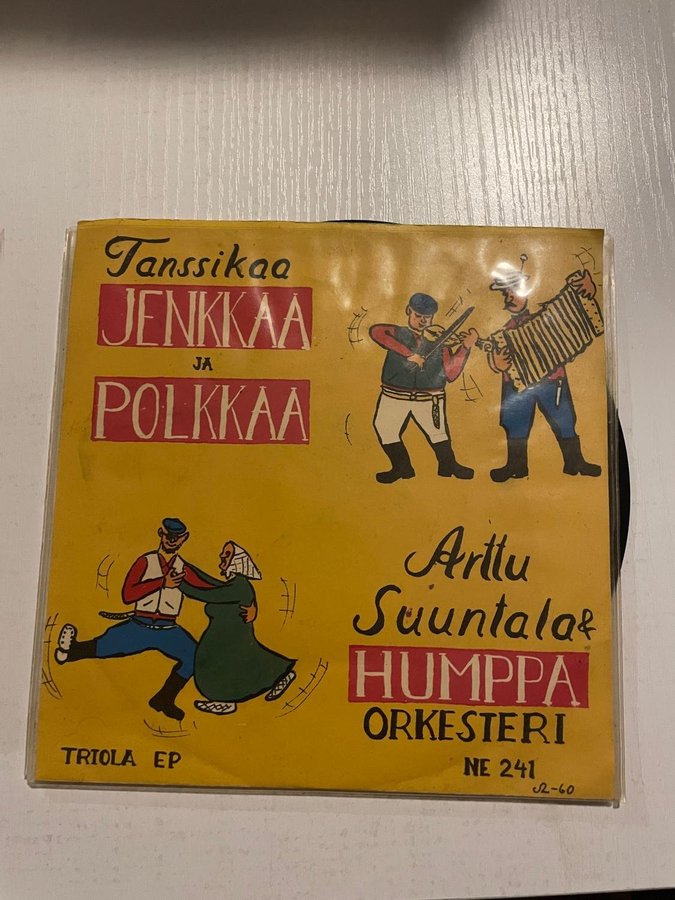 Tanssikaa
JENKKAA
JA
POLKKAA
Arttu
Suuntala &
HUMPPA
ORKESTERI
TRIOLA EP
NE 241